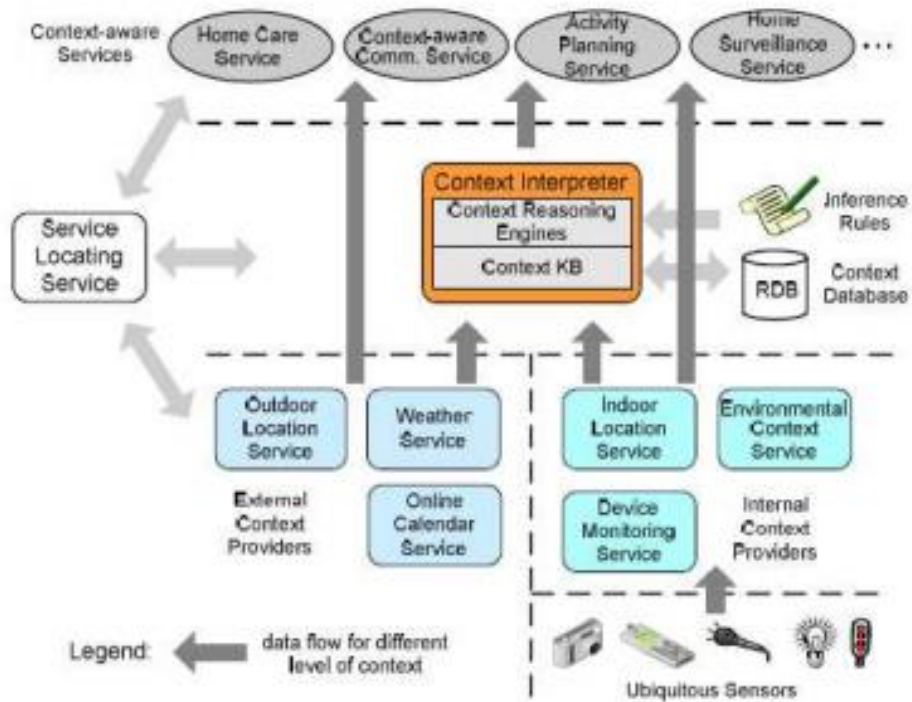 Context-aware
Services
Home Care
Service
Context-aware
Comm. Service
Activity
Planning
Service
Home
Surveillance
Service
...
Service
Locating
Service
Context Interpreter
Context Reasoning
Engines
Context KB
Inference
Rules
RDB
Context
Database
Outdoor
Location
Service
Weather
Service
Indoor
Location
Service
Environmental
Context
Service
External
Context
Providers
Online
Calendar
Service
Device
Monitoring
Service
Internal
Context
Providers
Legend:
data flow for different
level of context
Ubiquitous Sensors